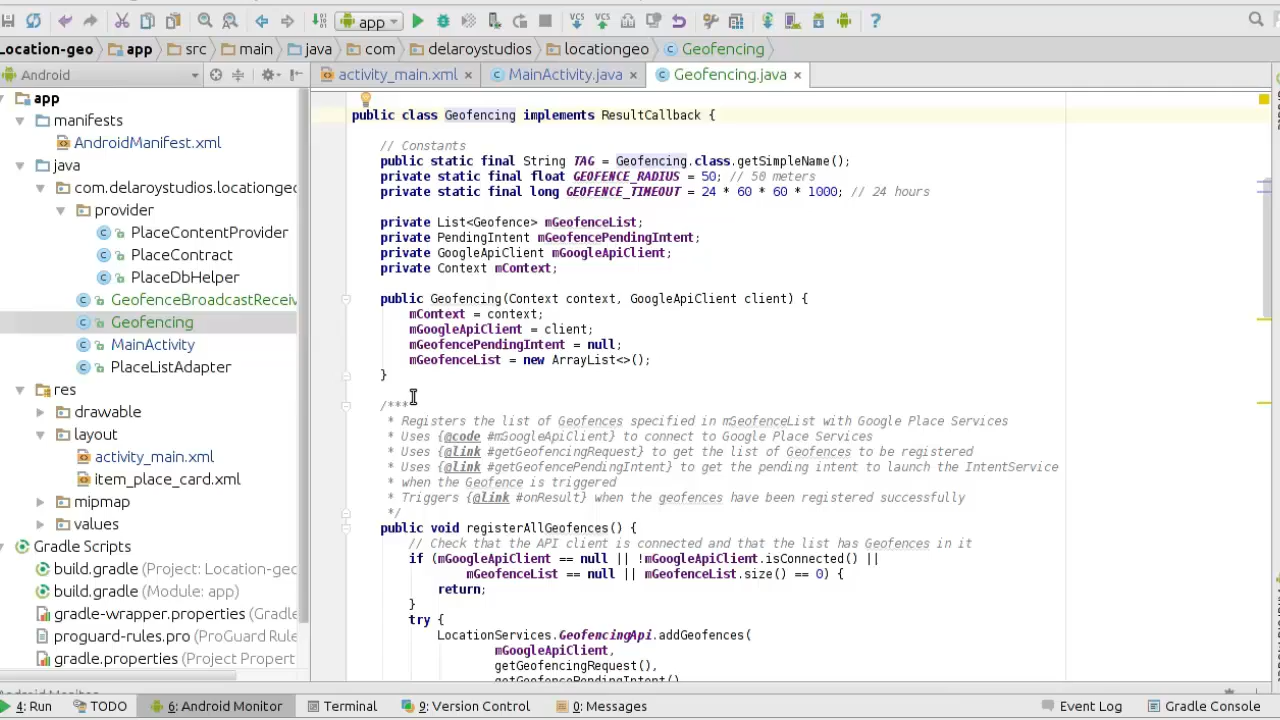 app
Location-geo
app
src
main
java
com
delaroystudios
locationgeo
Geofencing
Android
activity_main.xml
MainActivity.java
Geofencing.java
app
manifests
AndroidManifest.xml
java
com.delaroystudios.locationgeo
provider
PlaceContentProvider
PlaceContract
PlaceDbHelper
GeofenceBroadcastReceiv
Geofencing
MainActivity
PlaceListAdapter
res
drawable
layout
activity_main.xml
item_place_card.xml
mipmap
values
Gradle Scripts
build.gradle (Project: Location-geo
build.gradle (Module: app)
gradle-wrapper.properties (Gradle
proguard-rules.pro (ProGuard Rule
gradle.properties (Project Propert
public class Geofencing implements ResultCallback {
// Constants
public static final String TAG = Geofencing.class.getSimpleName();
private static final float GEOFENCE_RADIUS = 50; // 50 meters
private static final long GEOFENCE_TIMEOUT = 24 * 60 * 60 * 1000; // 24 hours
private List<Geofence> mGeofenceList;
private PendingIntent mGeofencePendingIntent;
private GoogleApiClient mGoogleApiClient;
private Context mContext;
public Geofencing(Context context, GoogleApiClient client) {
mContext = context;
mGoogleApiClient = client;
mGeofencePendingIntent = null;
mGeofenceList = new ArrayList<>();
}
/***
* Registers the list of Geofences specified in mGeofenceList with Google Place Services
* Uses {@code #mGoogleApiClient} to connect to Google Place Services
* Uses {@link #getGeofencingRequest} to get the list of Geofences to be registered
* Uses {@link #getGeofencePendingIntent} to get the pending intent to launch the IntentService
* when the Geofence is triggered
* Triggers {@link #onResult} when the geofences have been registered successfully
*/
public void registerAllGeofences() {
// Check that the API client is connected and that the list has Geofences in it
if (mGoogleApiClient == null || !mGoogleApiClient.isConnected() ||
mGeofenceList == null || mGeofenceList.size() == 0) {
return;
}
try {
LocationServices.GeofencingApi.addGeofences(
mGoogleApiClient,
getGeofencingRequest(),
getGeofencePendingIntent()
Android Monitor
4: Run
TODO
6: Android Monitor
Terminal
9: Version Control
0: Messages
Event Log
Gradle Console